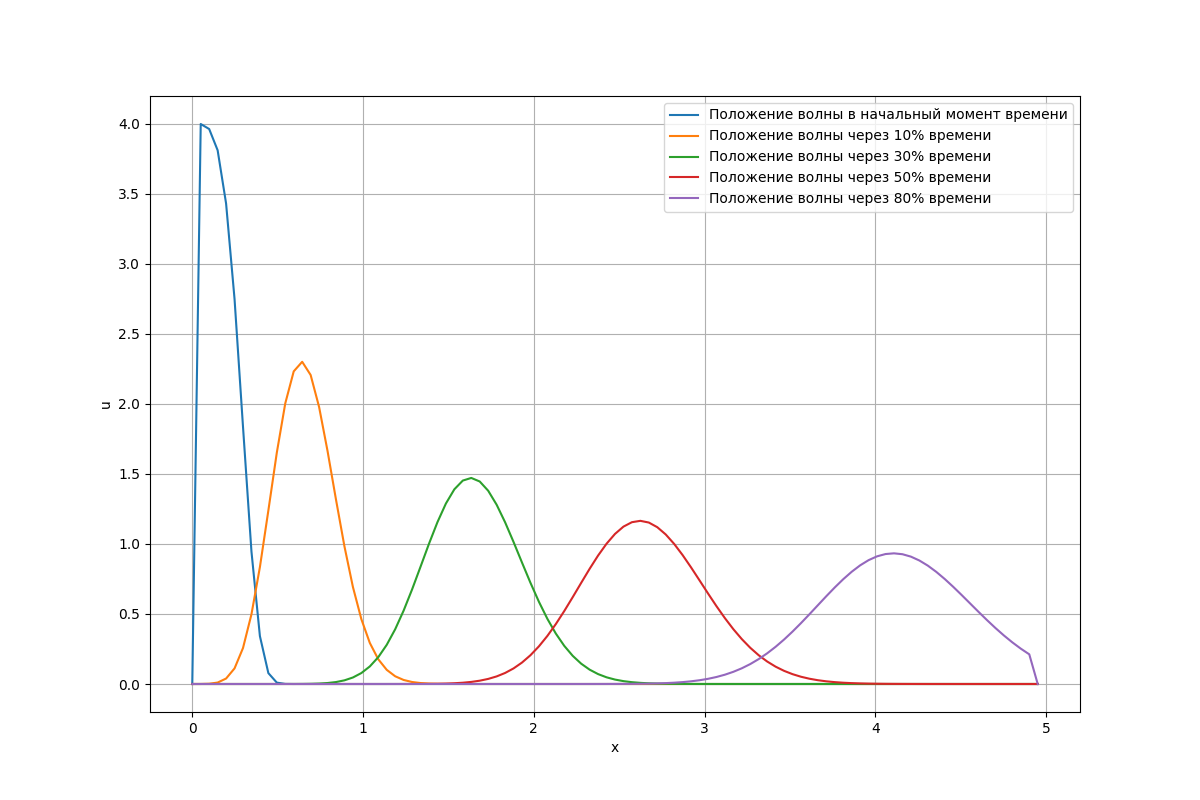 Положение волны в начальный момент времени
Положение волны через 10% времени
Положение волны через 30% времени
Положение волны через 50% времени
Положение волны через 80% времени
4.0
3.5
3.0
2.5
2.0
1.5
1.0
0.5
0.0
u
0 1 2 3 4 5
x